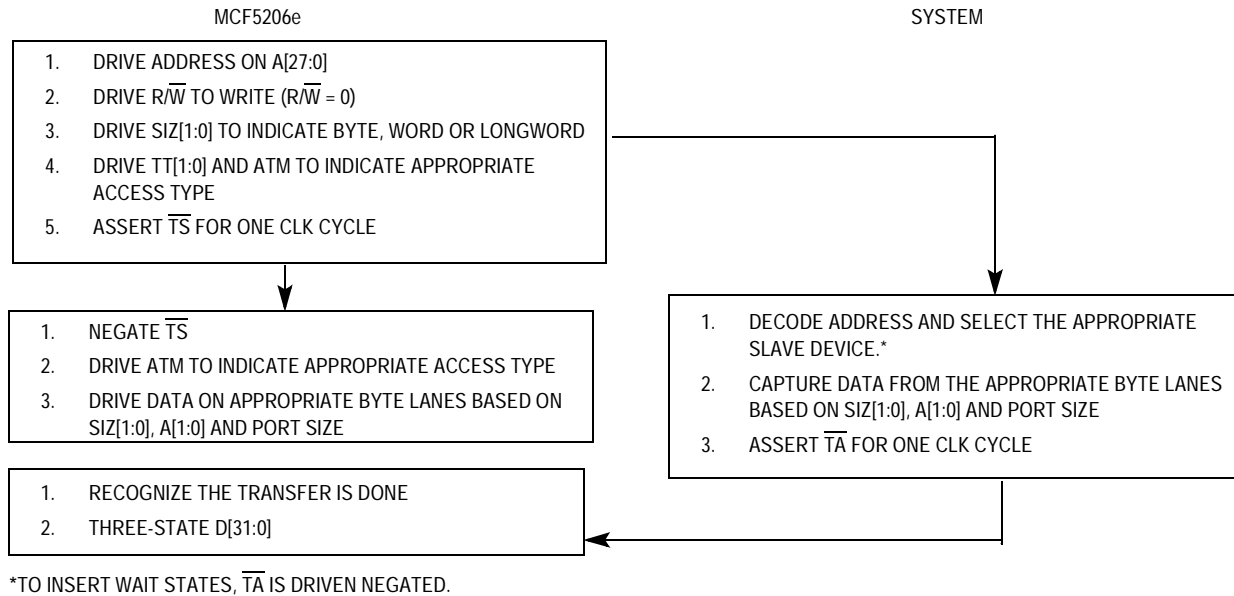 MCF5206e
SYSTEM
1. DRIVE ADDRESS ON A[27:0]
2. DRIVE R/W̅ TO WRITE (R/W̅ = 0)
3. DRIVE SIZ[1:0] TO INDICATE BYTE, WORD OR LONGWORD
4. DRIVE TT[1:0] AND ATM TO INDICATE APPROPRIATE
ACCESS TYPE
5. ASSERT T̅S̅ FOR ONE CLK CYCLE
1. NEGATE T̅S̅
2. DRIVE ATM TO INDICATE APPROPRIATE ACCESS TYPE
3. DRIVE DATA ON APPROPRIATE BYTE LANES BASED ON
SIZ[1:0], A[1:0] AND PORT SIZE
1. DECODE ADDRESS AND SELECT THE APPROPRIATE
SLAVE DEVICE.*
2. CAPTURE DATA FROM THE APPROPRIATE BYTE LANES
BASED ON SIZ[1:0], A[1:0] AND PORT SIZE
3. ASSERT T̅A̅ FOR ONE CLK CYCLE
1. RECOGNIZE THE TRANSFER IS DONE
2. THREE-STATE D[31:0]
*TO INSERT WAIT STATES, T̅A̅ IS DRIVEN NEGATED.